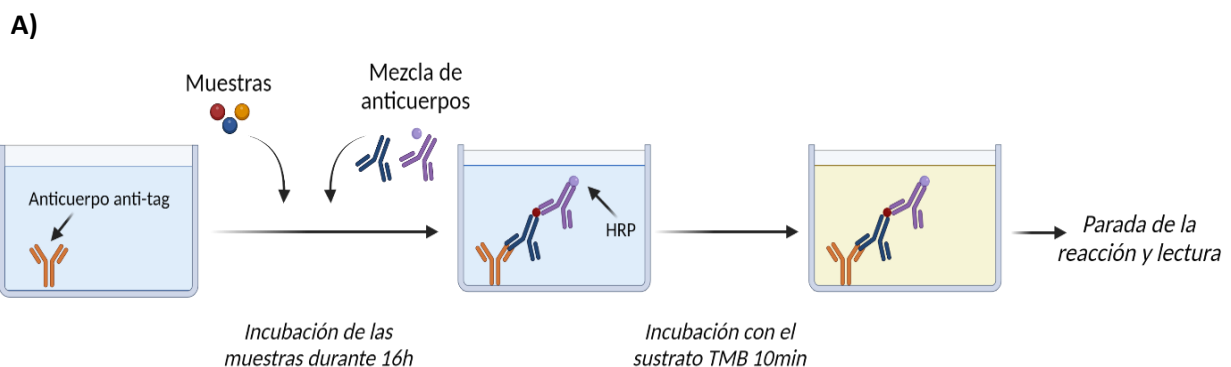 A)
Muestras
Mezcla de
anticuerpos
Anticuerpo anti-tag
HRP
Parada de la
reacción y lectura
Incubación de las
muestras durante 16h
Incubación con el
sustrato TMB 10min